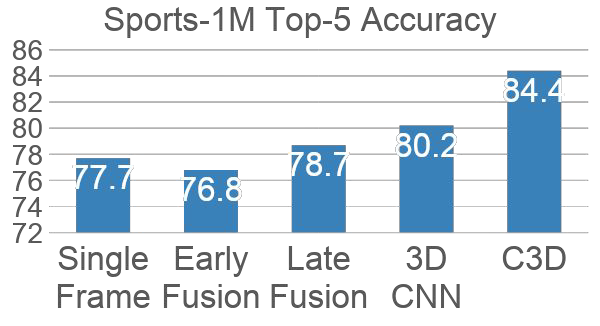 Sports-1M Top-5 Accuracy
86
84
82
80
78
76
74
72
77.7
76.8
78.7
80.2
84.4
Single Frame
Early Fusion
Late Fusion
3D CNN
C3D